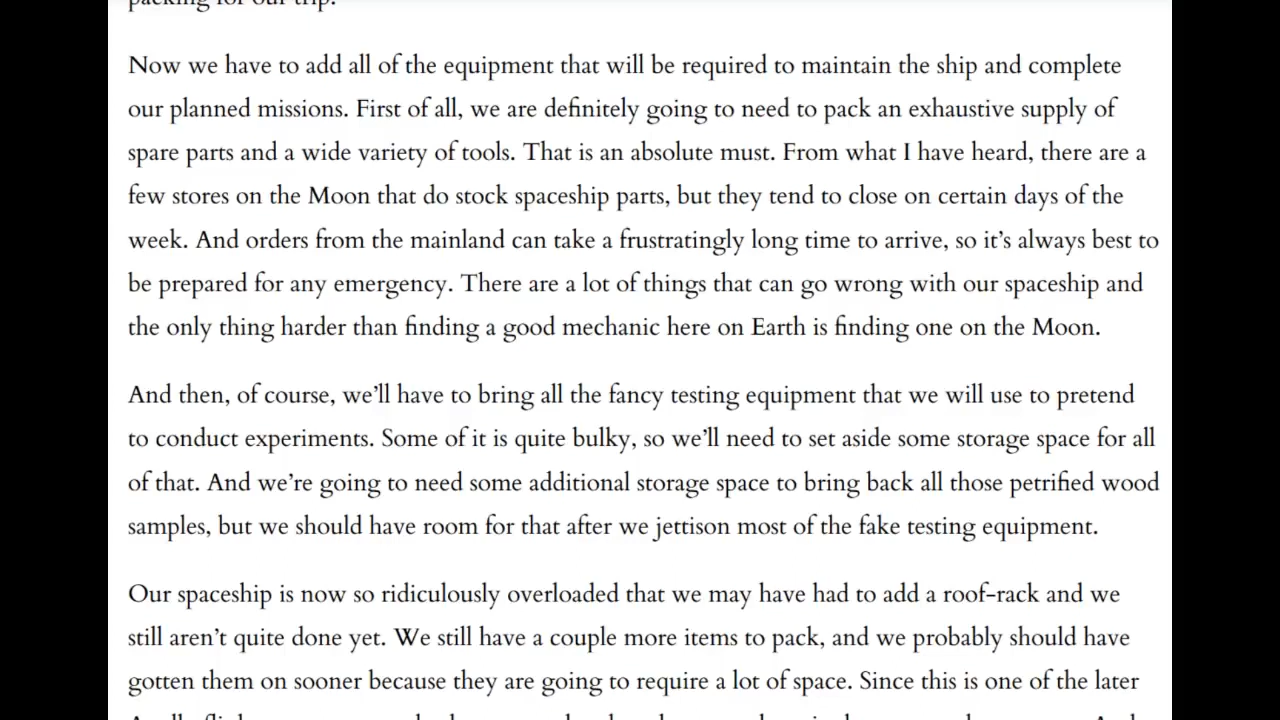 packing for our trip.
Now we have to add all of the equipment that will be required to maintain the ship and complete
our planned missions. First of all, we are definitely going to need to pack an exhaustive supply of
spare parts and a wide variety of tools. That is an absolute must. From what I have heard, there are a
few stores on the Moon that do stock spaceship parts, but they tend to close on certain days of the
week. And orders from the mainland can take a frustratingly long time to arrive, so it’s always best to
be prepared for any emergency. There are a lot of things that can go wrong with our spaceship and
the only thing harder than finding a good mechanic here on Earth is finding one on the Moon.
And then, of course, we’ll have to bring all the fancy testing equipment that we will use to pretend
to conduct experiments. Some of it is quite bulky, so we’ll need to set aside some storage space for all
of that. And we’re going to need some additional storage space to bring back all those petrified wood
samples, but we should have room for that after we jettison most of the fake testing equipment.
Our spaceship is now so ridiculously overloaded that we may have had to add a roof-rack and we
still aren’t quite done yet. We still have a couple more items to pack, and we probably should have
gotten them on sooner because they are going to require a lot of space. Since this is one of the later